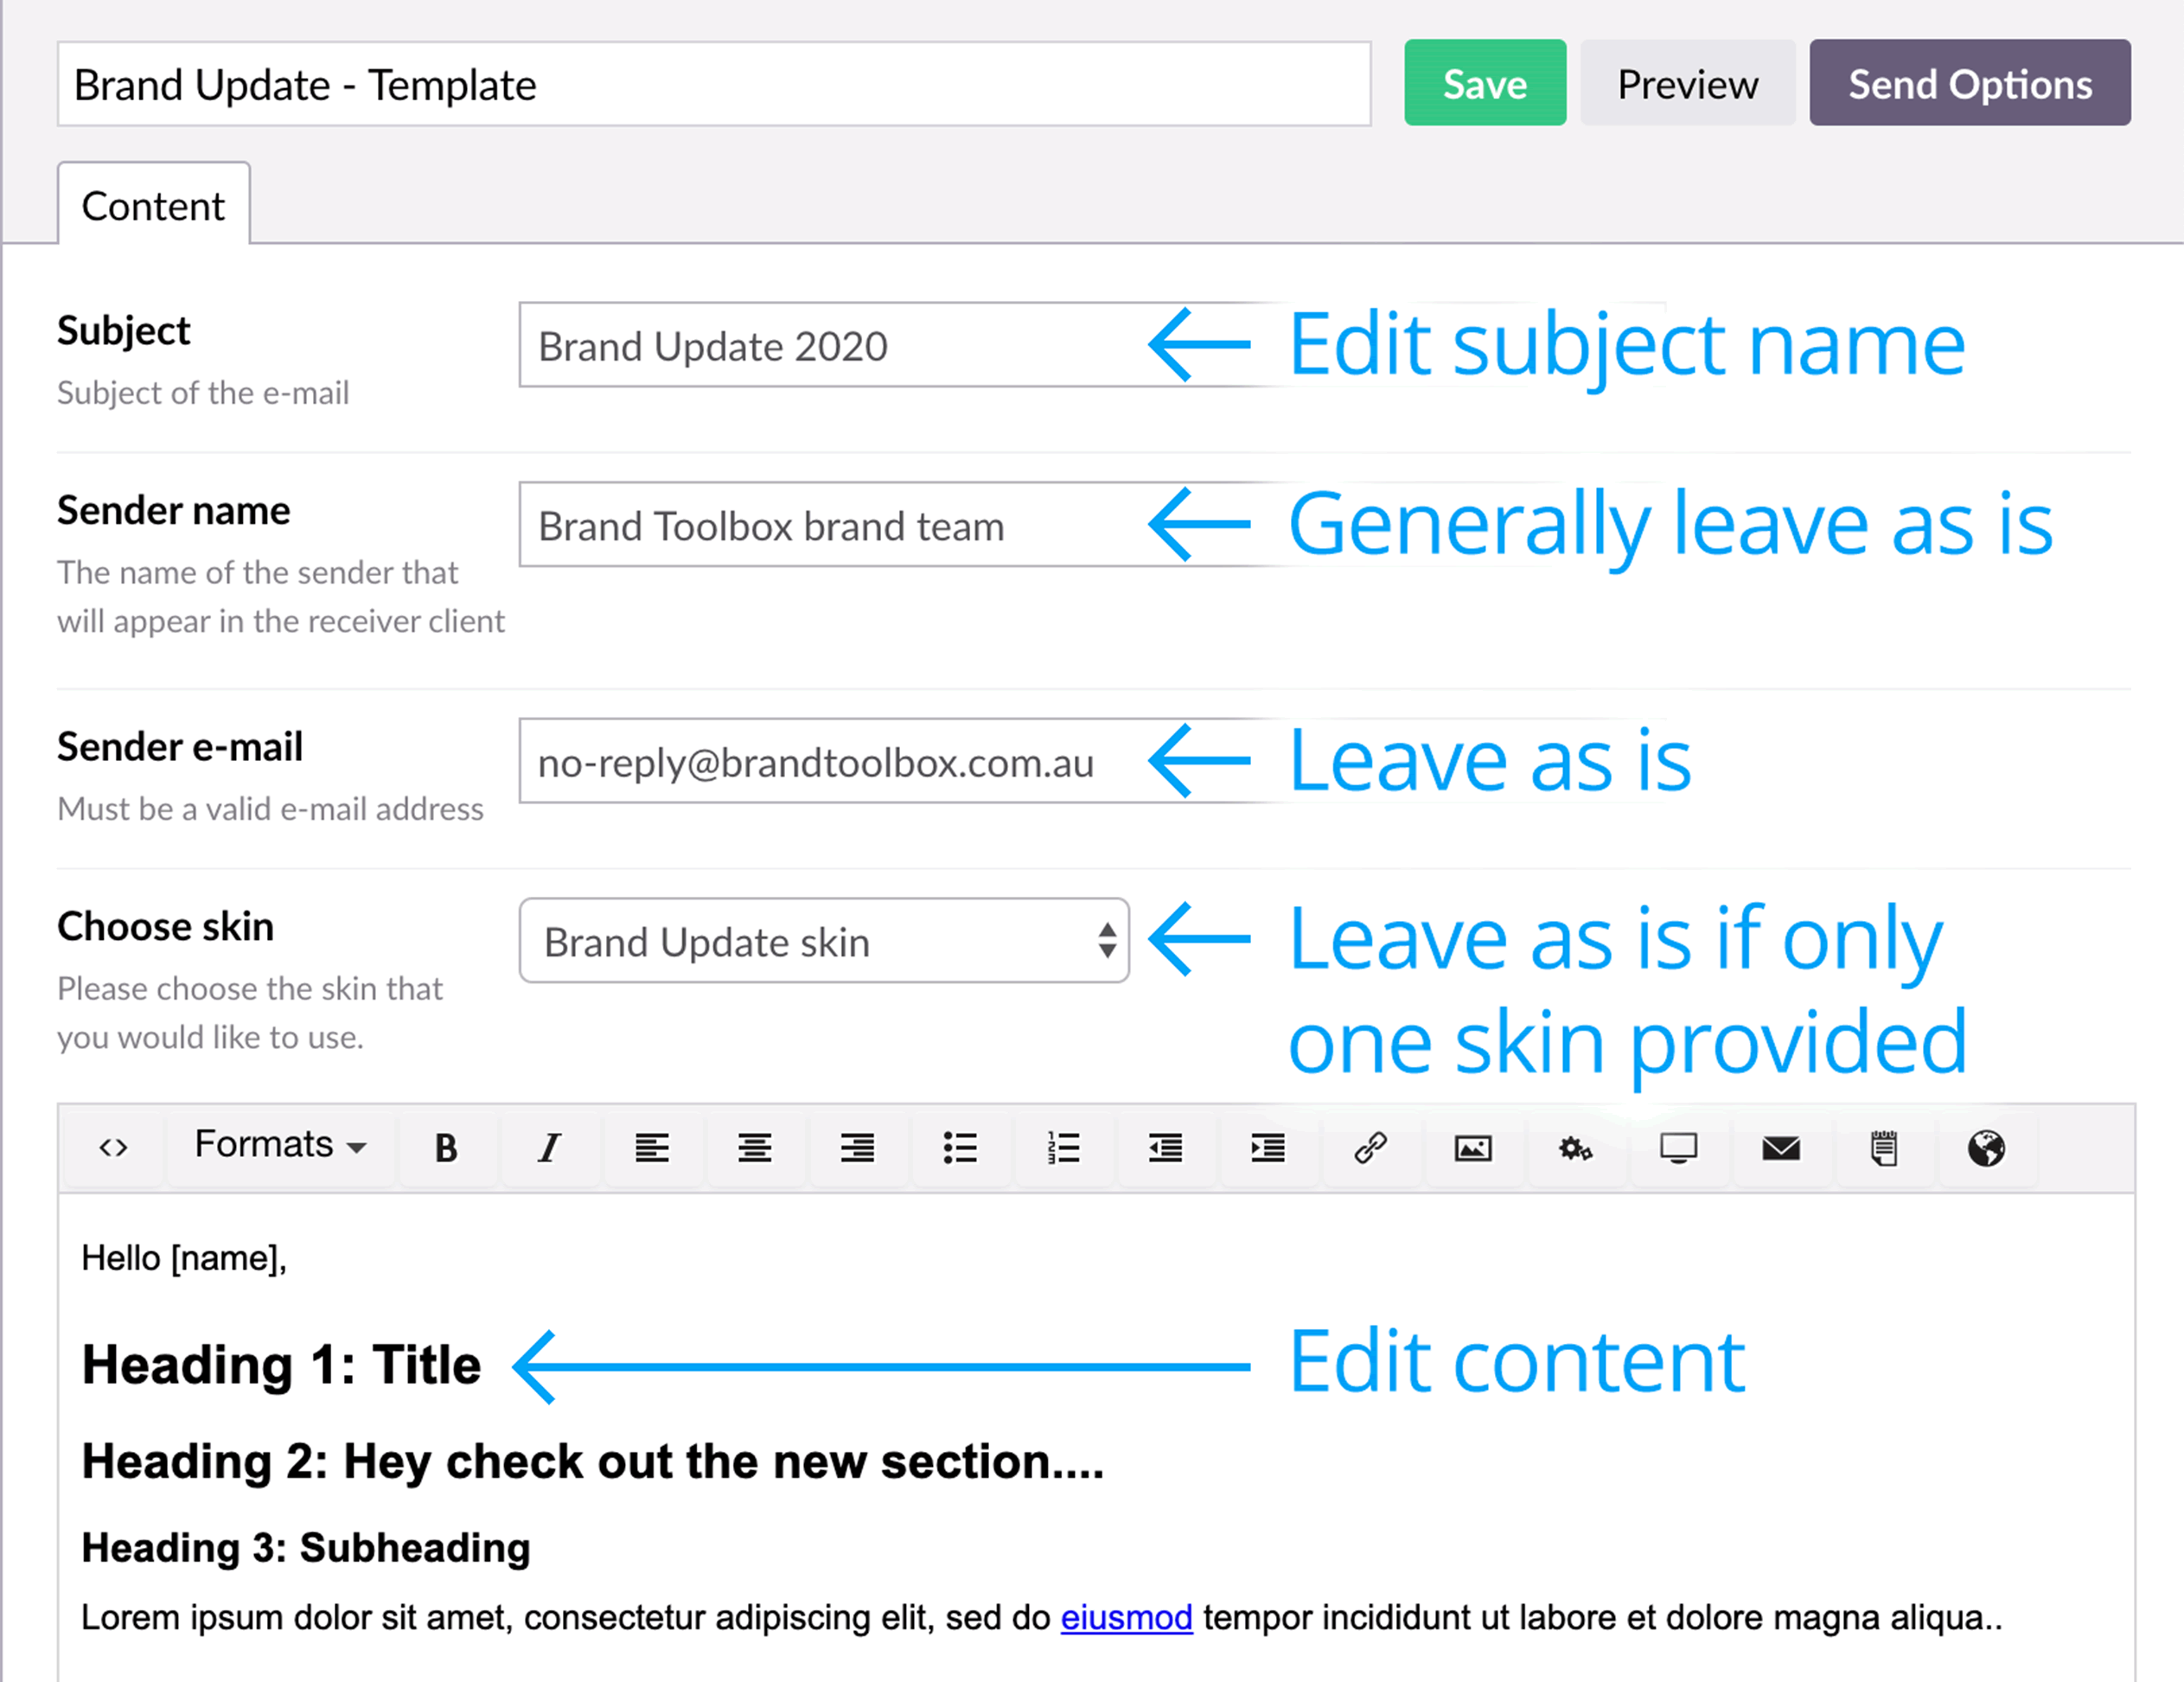 Brand Update - Template
Save
Preview
Send Options
Content
Subject
Subject of the e-mail
Brand Update 2020
Edit subject name
Sender name
The name of the sender that
will appear in the receiver client
Brand Toolbox brand team
Generally leave as is
Sender e-mail
Must be a valid e-mail address
no-reply@brandtoolbox.com.au
Leave as is
Choose skin
Please choose the skin that
you would like to use.
Brand Update skin
Leave as is if only
one skin provided
Formats
B
I
Hello [name],
Heading 1: Title
Edit content
Heading 2: Hey check out the new section....
Heading 3: Subheading
Lorem ipsum dolor sit amet, consectetur adipiscing elit, sed do eiusmod tempor incididunt ut labore et dolore magna aliqua..